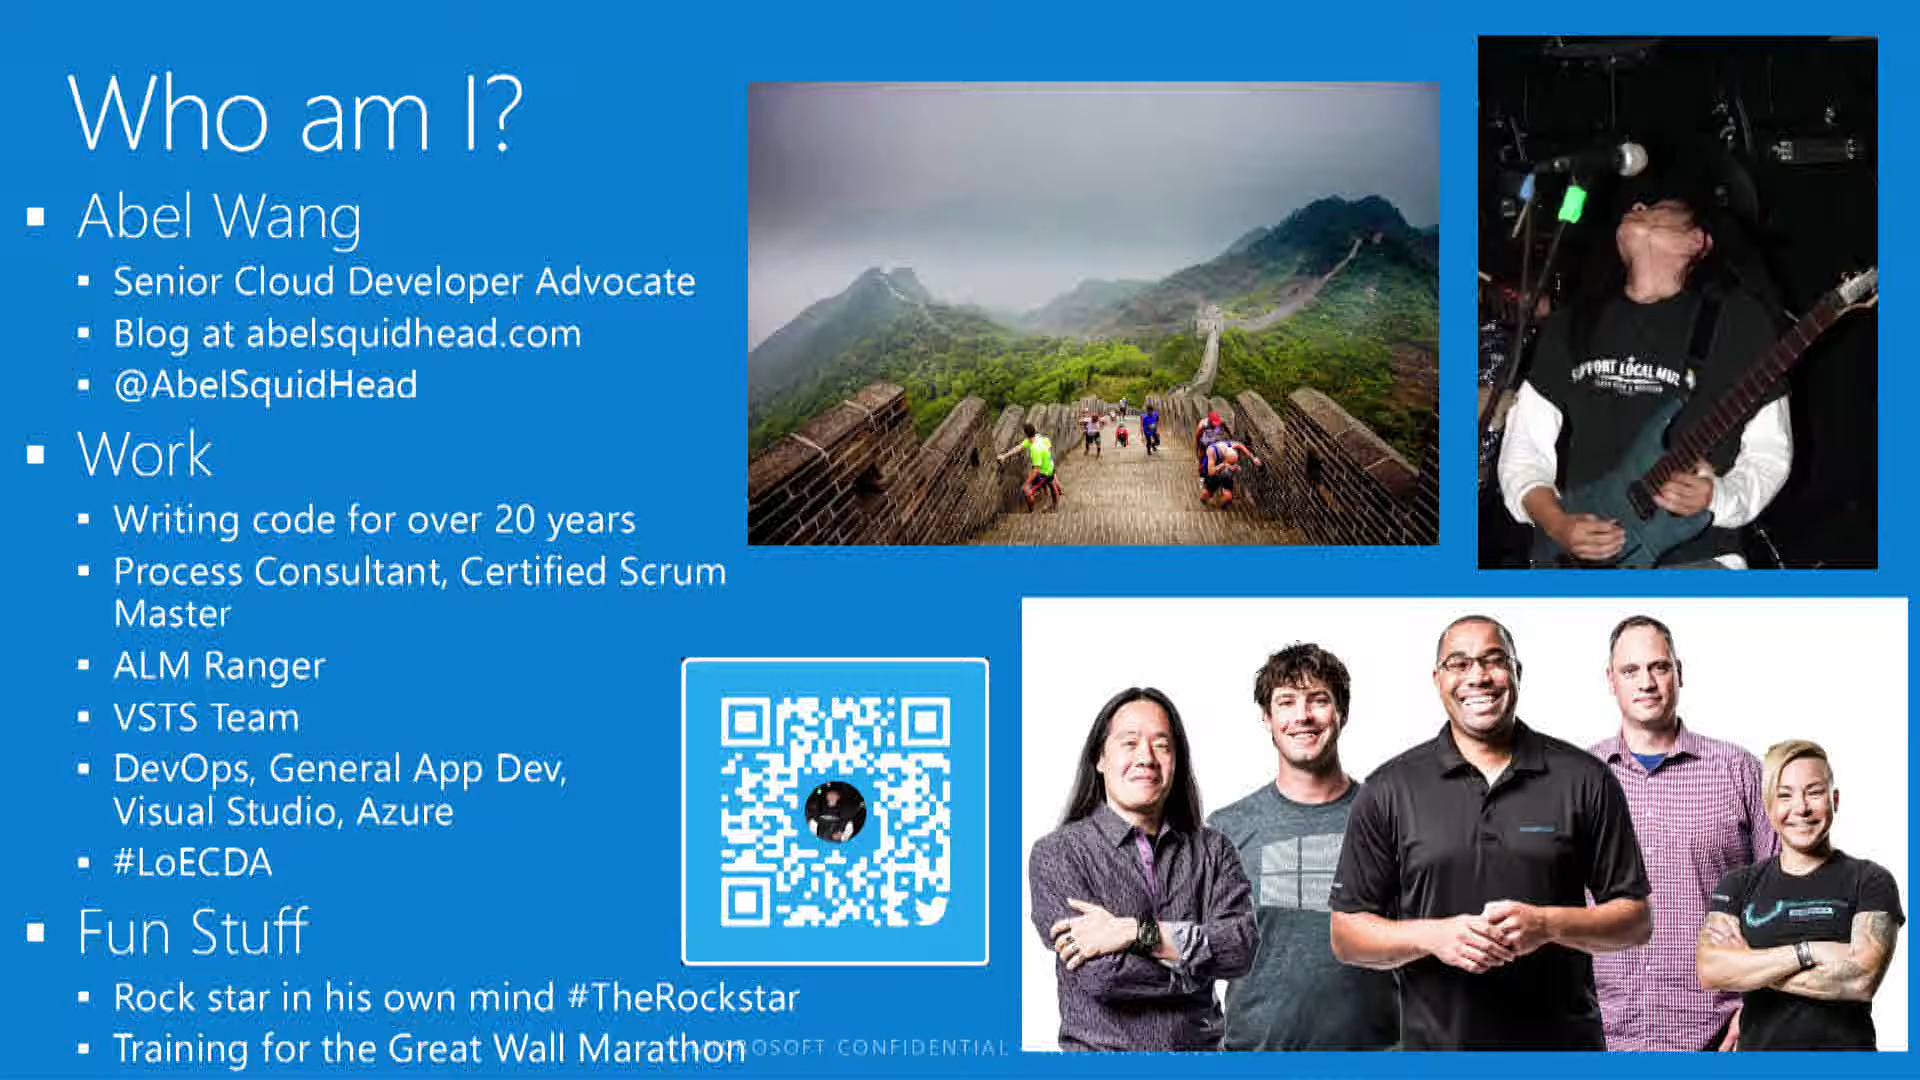 Who am I?
Abel Wang
Senior Cloud Developer Advocate
Blog at abelsquidhead.com
@AbelSquidHead
Work
Writing code for over 20 years
Process Consultant, Certified Scrum
Master
ALM Ranger
VSTS Team
DevOps, General App Dev,
Visual Studio, Azure
#LoECDA
Fun Stuff
Rock star in his own mind #TheRockstar
Training for the Great Wall Marathon
CONFIDENTIAL
LOCAL